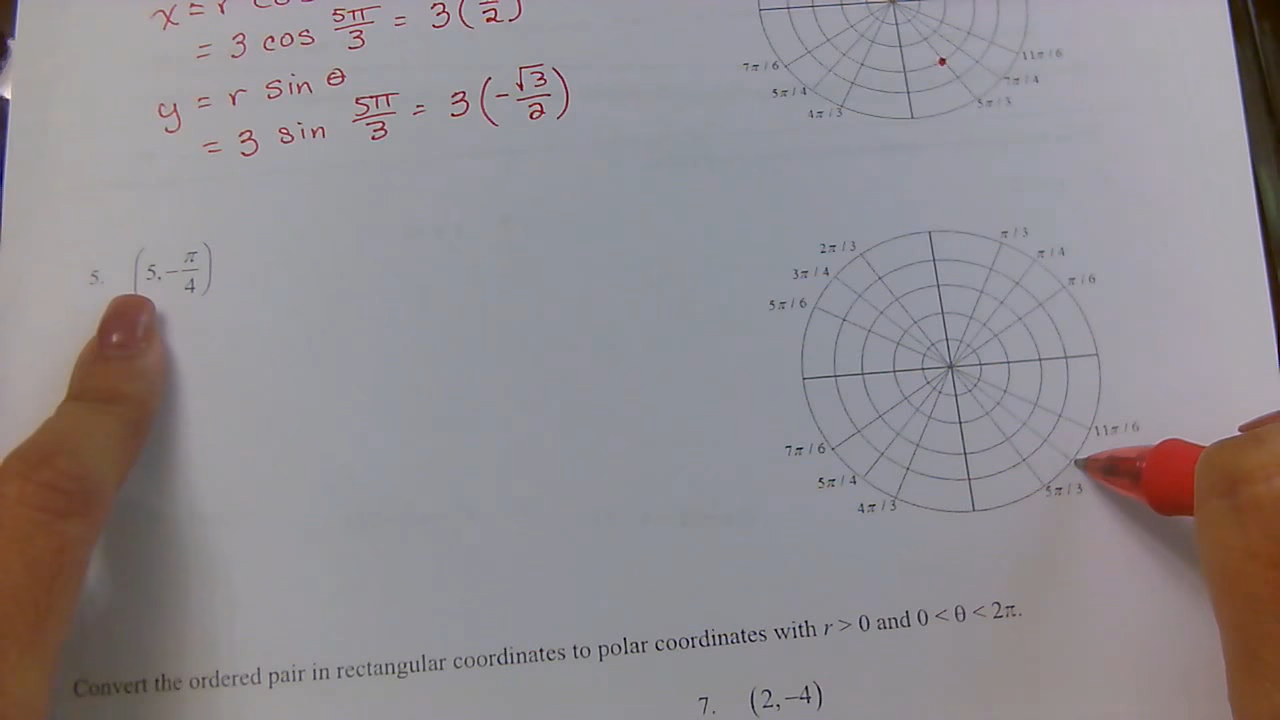 x = r
= 3 cos 5π/3 = 3(1/2)
y = r sin θ
= 3 sin 5π/3 = 3(-√3/2)
7π/6
5π/4
4π/3
11π/6
7π/4
5π/3
5. (5, -π/4)
2π/3
3π/4
5π/6
π/3
π/4
π/6
7π/6
5π/4
4π/3
11π/6
5π/3
Convert the ordered pair in rectangular coordinates to polar coordinates with r > 0 and 0 < θ < 2π.
7. (2, -4)